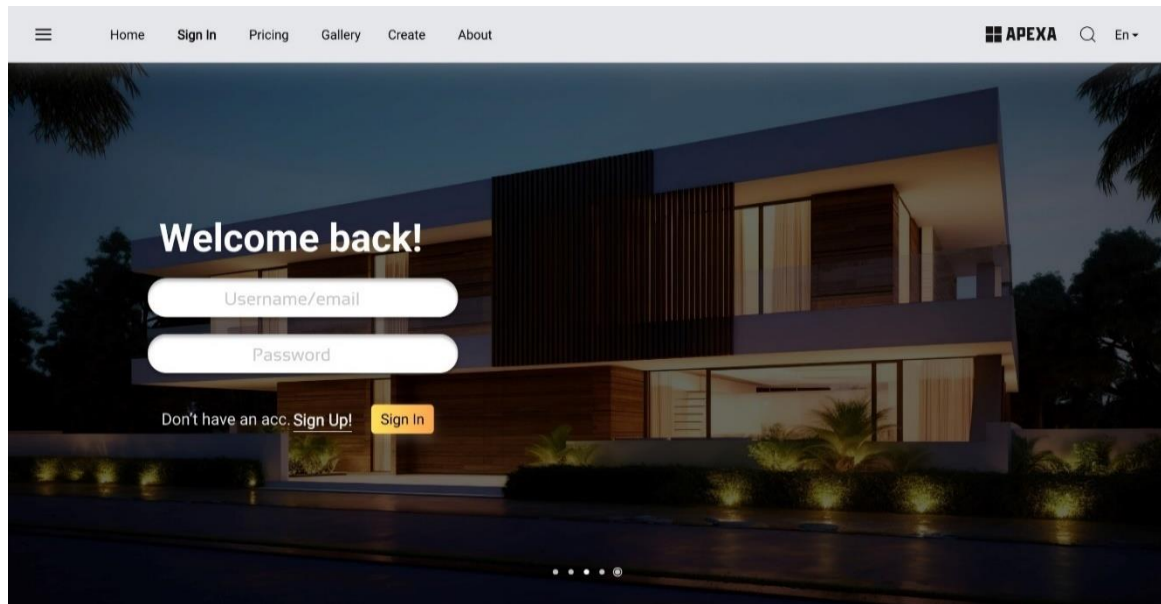 Home Sign In Pricing Gallery Create About APEXA En
Welcome back!
Username/email
Password
Don't have an acc. Sign Up! Sign In